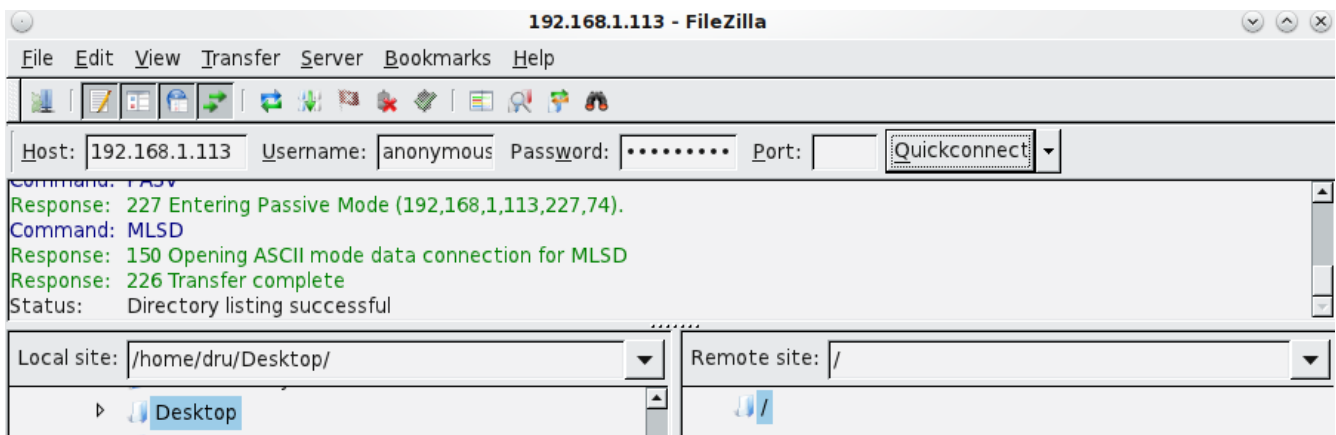 192.168.1.113 - FileZilla
File Edit View Transfer Server Bookmarks Help
Host: 192.168.1.113 Username: anonymous Password: ••••••••• Port: Quickconnect
Command: PASV
Response: 227 Entering Passive Mode (192,168,1,113,227,74).
Command: MLSD
Response: 150 Opening ASCII mode data connection for MLSD
Response: 226 Transfer complete
Status: Directory listing successful
Local site: /home/dru/Desktop/ Remote site: /
Desktop /